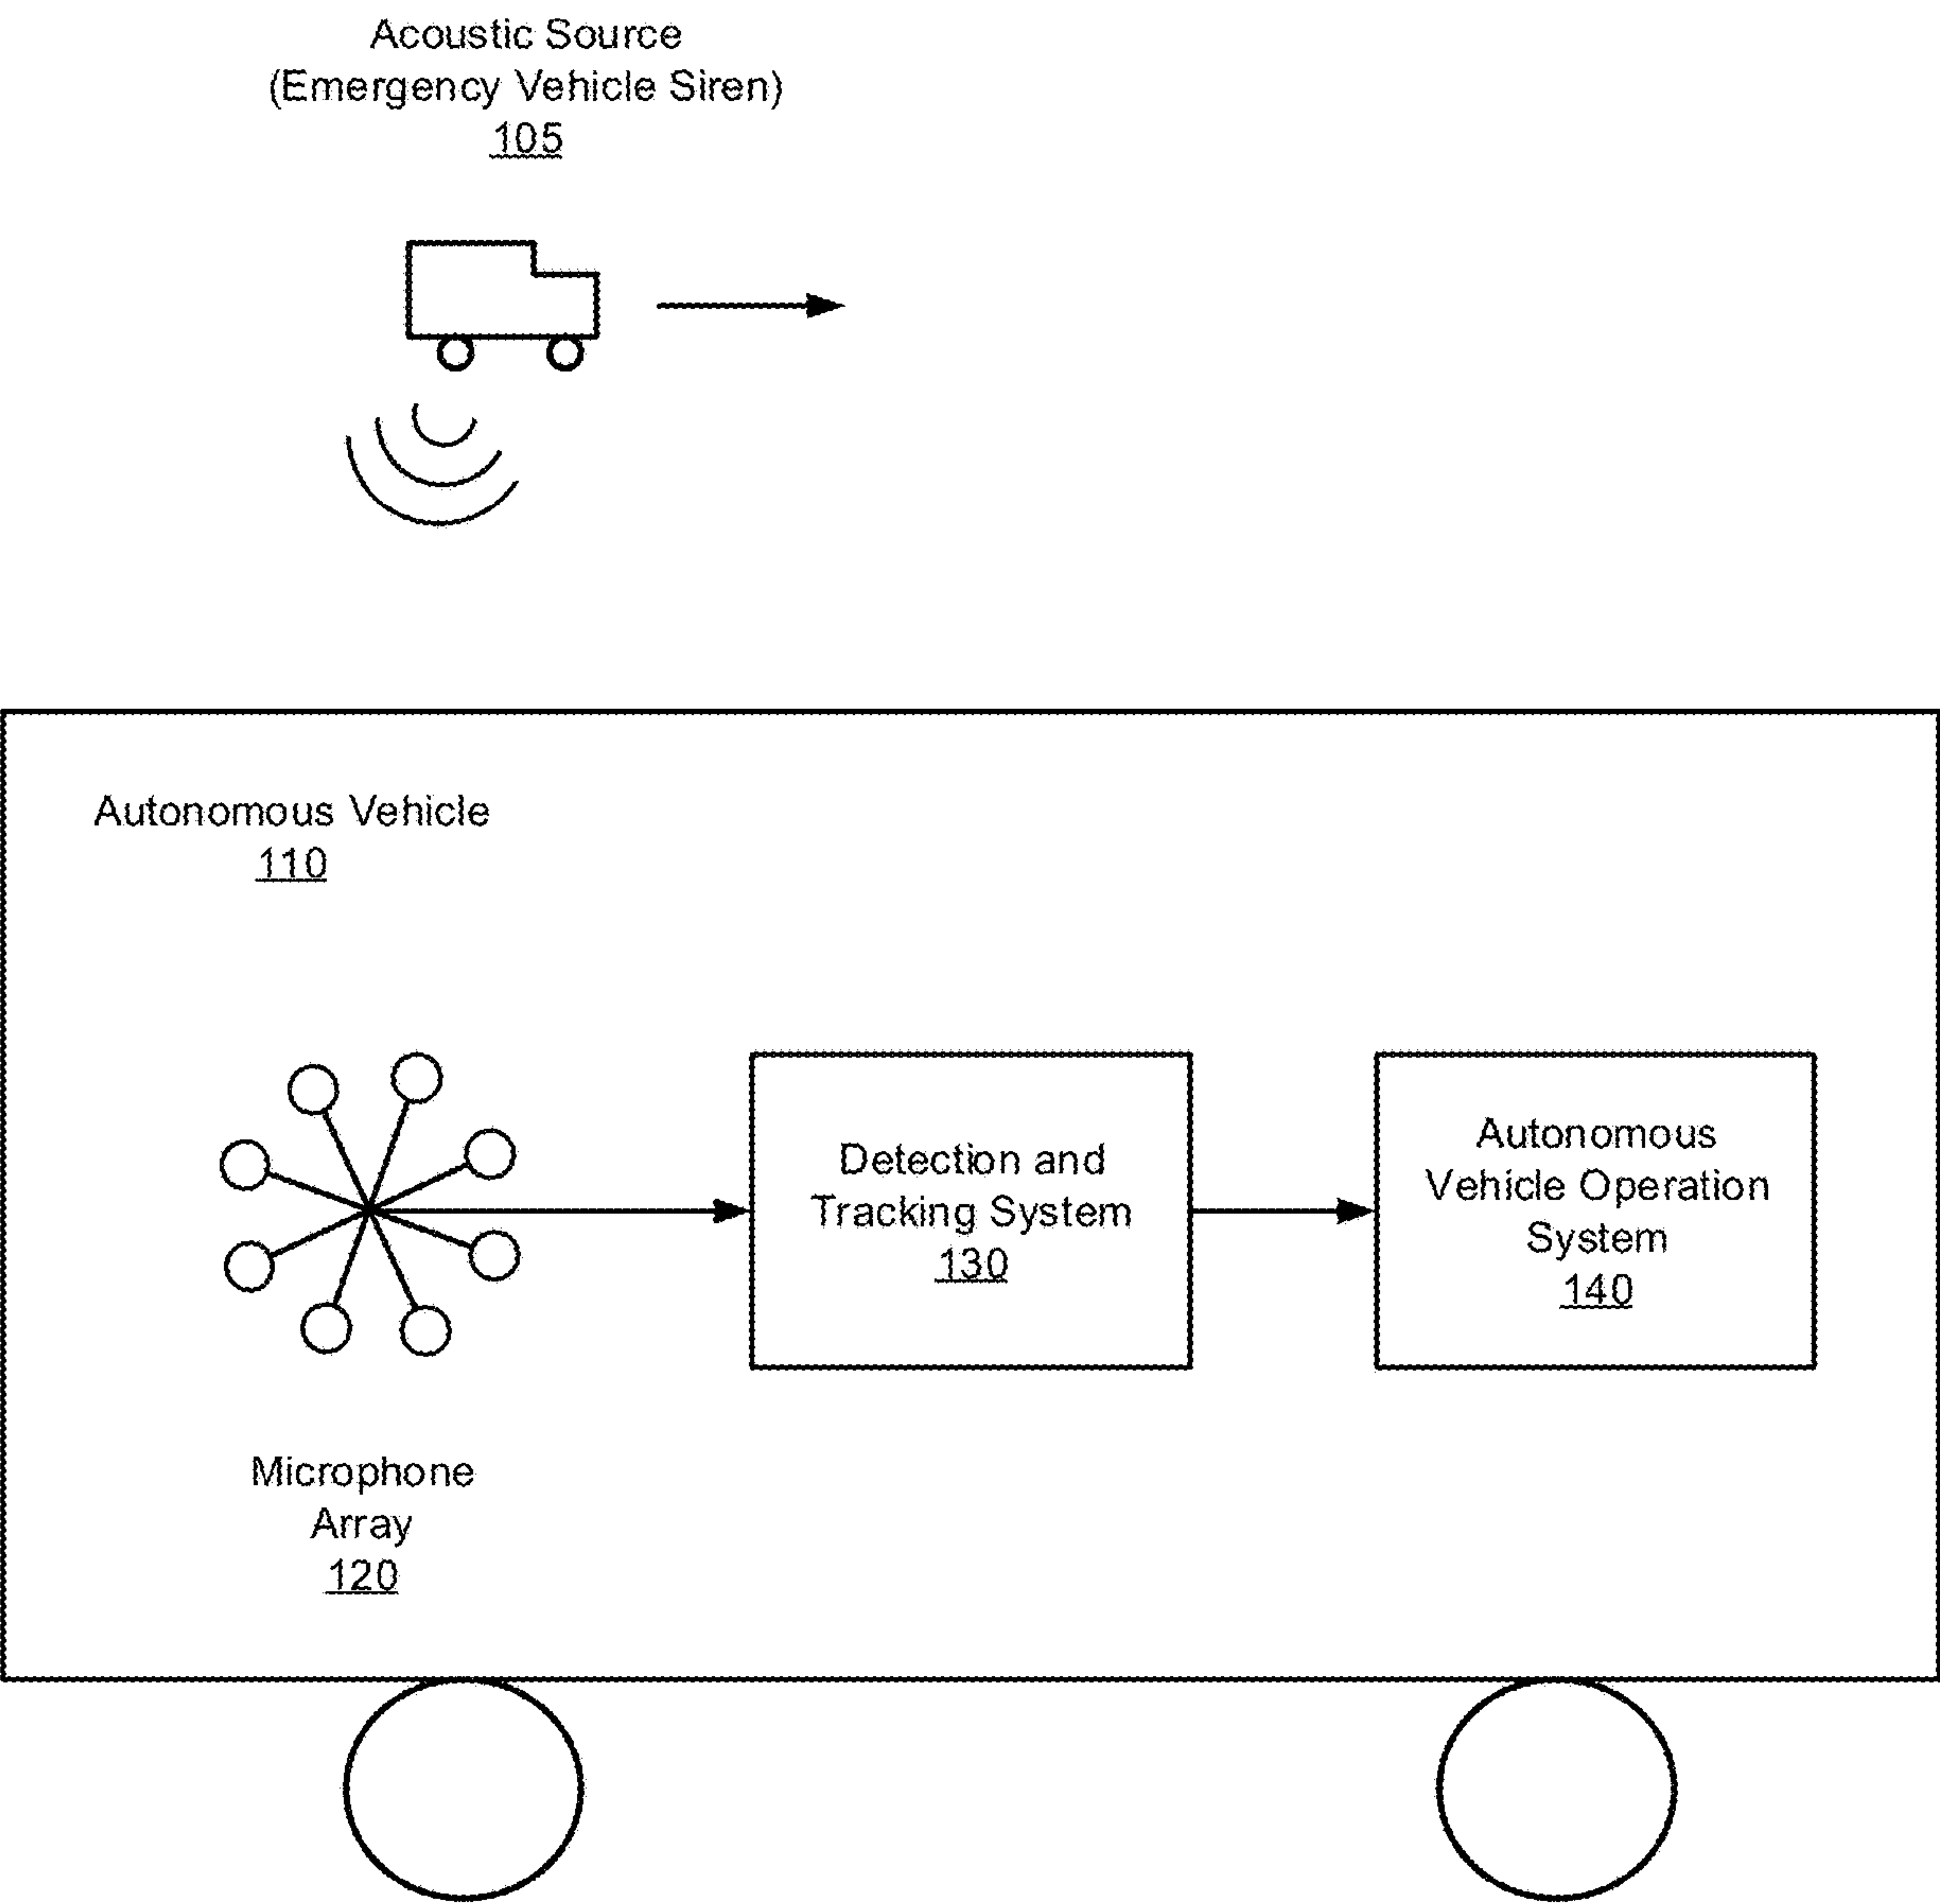 Acoustic Source
(Emergency Vehicle Siren)
105
Autonomous Vehicle
110
Detection and
Tracking System
130
Autonomous
Vehicle Operation
System
140
Microphone
Array
120